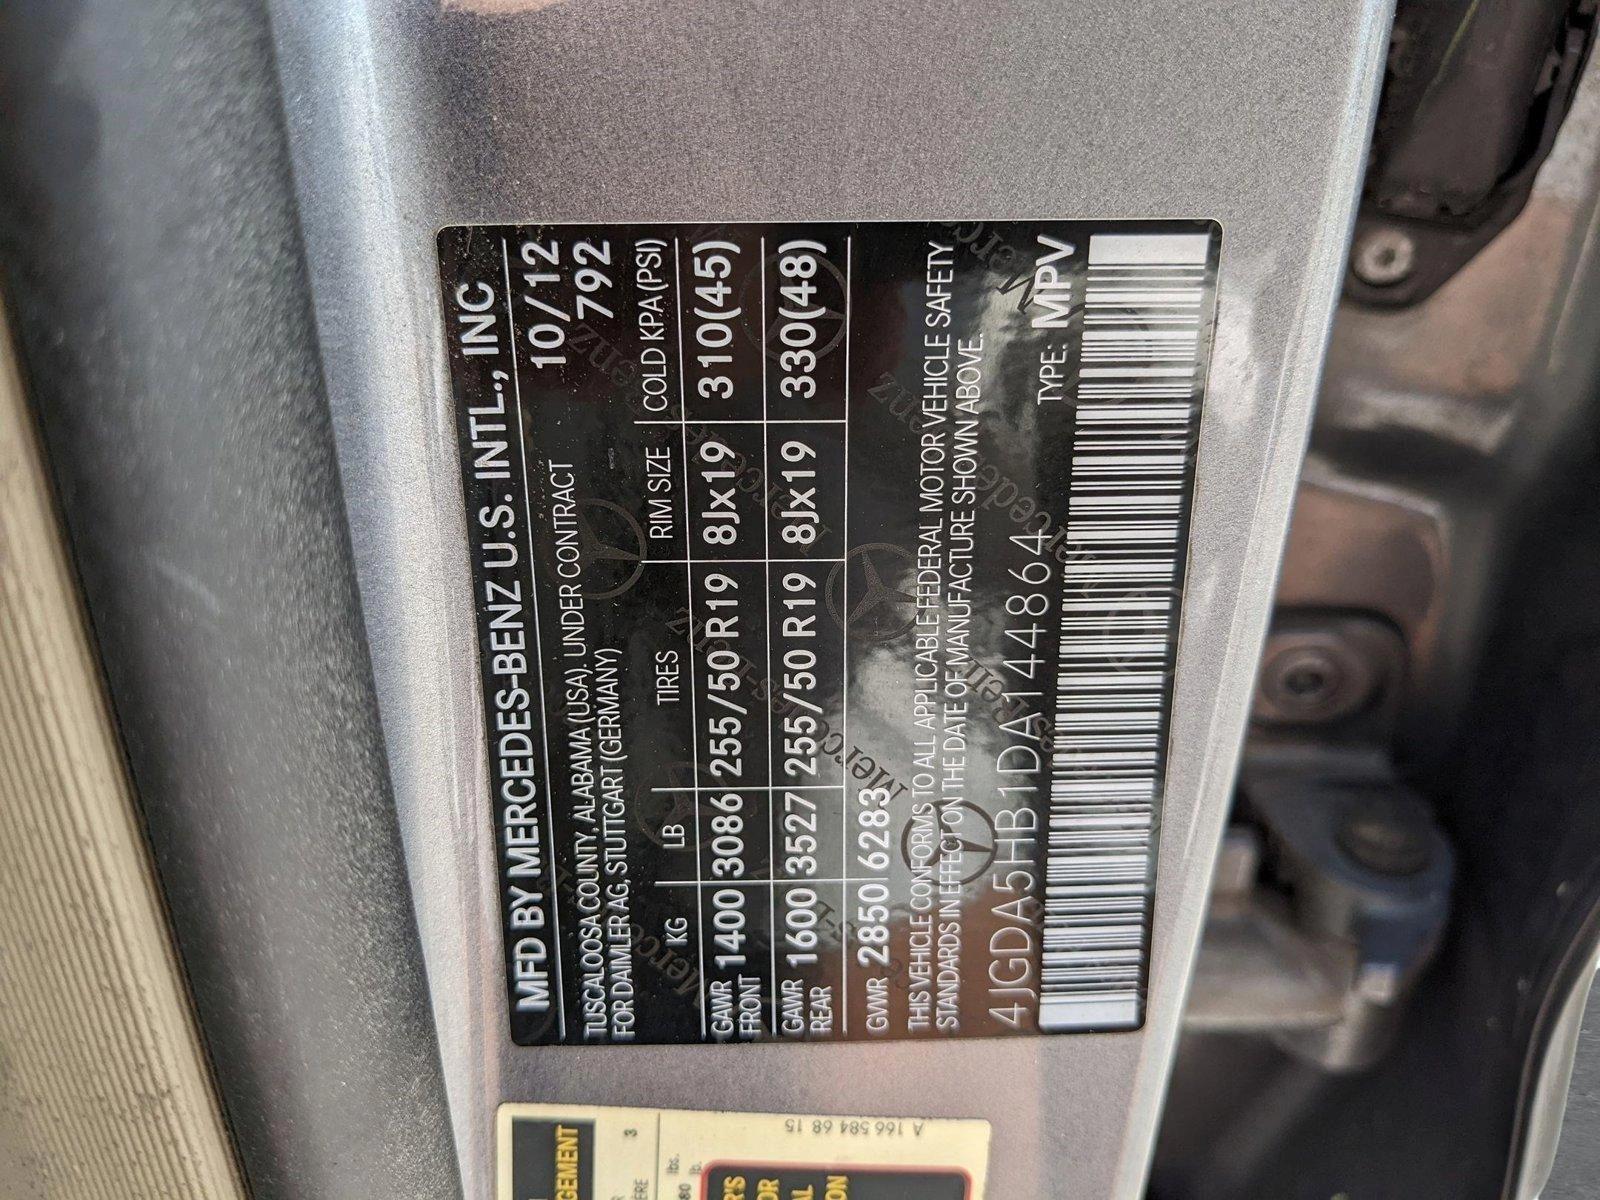 MFD BY MERCEDES-BENZ U.S. INTL., INC
TUSCALOOSA COUNTY, ALABAMA (USA). UNDER CONTRACT 10/12
FOR DAIMLER AG, STUTTGART (GERMANY) 792
KG LB TIRES RIM SIZE COLD KPA (PSI)
GAWR FRONT 1400 3086 255/50 R19 8Jx19 310(45)
GAWR REAR 1600 3527 255/50 R19 8Jx19 330(48)
GVWR 2850 6283
THIS VEHICLE CONFORMS TO ALL APPLICABLE FEDERAL MOTOR VEHICLE SAFETY
STANDARDS IN EFFECT ON THE DATE OF MANUFACTURE SHOWN ABOVE.
4JGDA5HB1DA144864 TYPE: MPV
A 166 584 68 15
GEMENT
3
lbs.
lb.